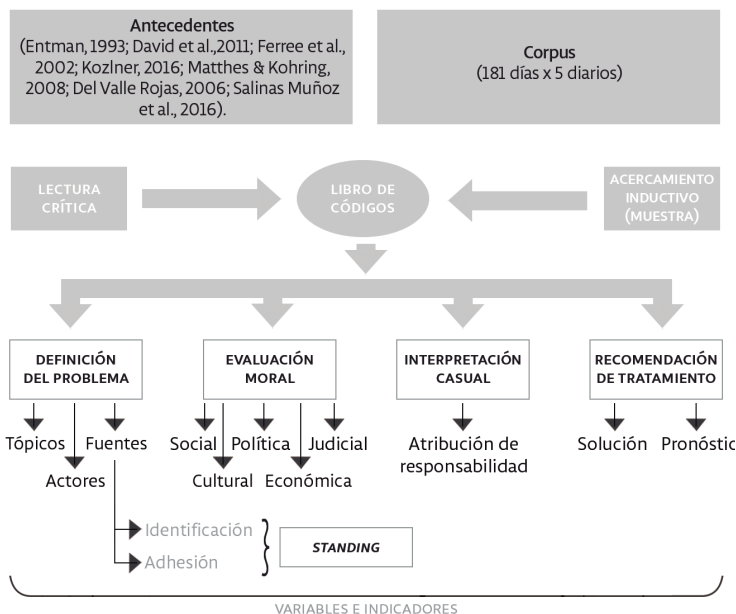 Antecedentes
(Entman, 1993; David et al.,2011; Ferree et al.,
2002; Kozlner, 2016; Matthes & Kohring,
2008; Del Valle Rojas, 2006; Salinas Muñoz
et al., 2016).
Corpus
(181 días x 5 diarios)
LECTURA
CRÍTICA
LIBRO DE
CÓDIGOS
ACERCAMIENTO
INDUCTIVO
(MUESTRA)
DEFINICIÓN
DEL PROBLEMA
EVALUACIÓN
MORAL
INTERPRETACIÓN
CASUAL
RECOMENDACIÓN
DE TRATAMIENTO
Tópicos Fuentes
Actores
Social Política Judicial
Cultural Económica
Atribución de
responsabilidad
Solución Pronóstic
Identificación
Adhesión
STANDING
VARIABLES E INDICADORES